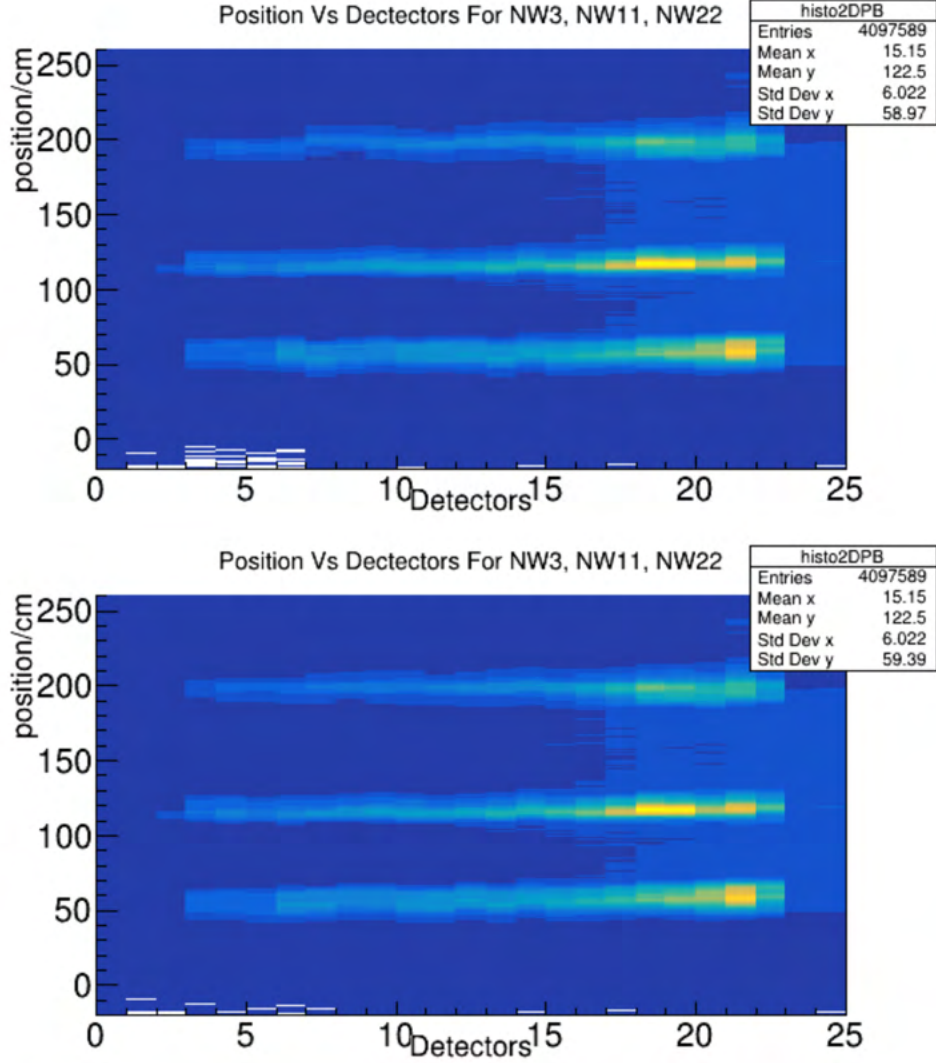 Position Vs Dectectors For NW3, NW11, NW22
histo2DPB
Entries 4097589
Mean x 15.15
Mean y 122.5
Std Dev x 6.022
Std Dev y 58.97
position/cm
250
200
150
100
50
0
0 5 10 15 20 25
Detectors
Position Vs Dectectors For NW3, NW11, NW22
histo2DPB
Entries 4097589
Mean x 15.15
Mean y 122.5
Std Dev x 6.022
Std Dev y 59.39
position/cm
250
200
150
100
50
0
0 5 10 15 20 25
Detectors